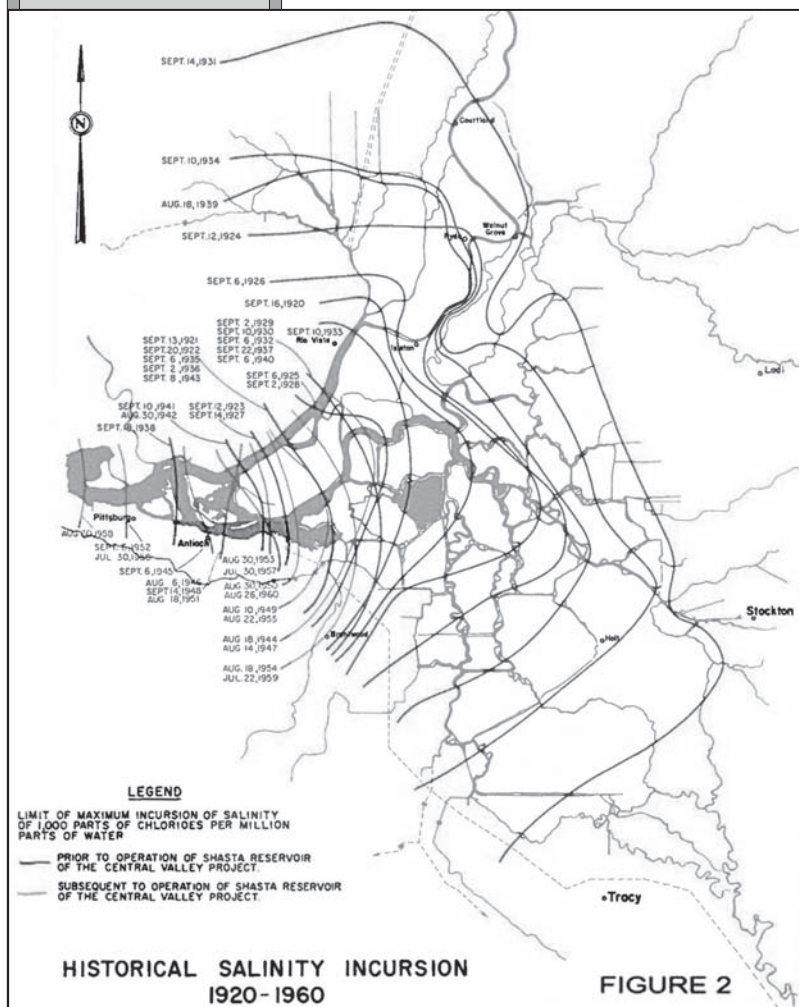 SEPT. 14,1931
N
Courtland
SEPT. 10,1934
AUG. 18, 1939
SEPT. 12,1924
Walnut
Grove
Ryde
SEPT. 6,1926
SEPT. 16,1920
SEPT. 2,1929
SEPT. 10,1930
SEPT. 6,1932
SEPT. 22,1937
SEPT. 6,1940
SEPT. 10,1933
Rio Vista
Isleton
SEPT. 13,1921
SEPT. 20,1922
SEPT. 6,1935
SEPT. 2,1936
SEPT. 8,1943
SEPT. 6,1925
SEPT. 2,1928
Lodi
SEPT. 10,1941
AUG. 30,1942
SEPT. 12,1923
SEPT. 14,1927
SEPT. 18,1938
Pittsburg
Antioch
SEPT. 6,1952
SEPT. 6,1945
AUG 6,1946
SEPT 14,1948
AUG 18,1951
AUG 30,1953
JUL 30,1957
AUG 26,1960
AUG 10,1949
AUG 22,1955
AUG 18,1944
AUG 14,1947
AUG. 18,1954
JUL. 22,1959
Brentwood
Holt
Stockton
Tracy
LEGEND
LIMIT OF MAXIMUM INCURSION OF SALINITY
OF 1,000 PARTS OF CHLORIDES PER MILLION
PARTS OF WATER
PRIOR TO OPERATION OF SHASTA RESERVOIR
OF THE CENTRAL VALLEY PROJECT.
SUBSEQUENT TO OPERATION OF SHASTA RESERVOIR
OF THE CENTRAL VALLEY PROJECT.
HISTORICAL SALINITY INCURSION
1920-1960
FIGURE 2